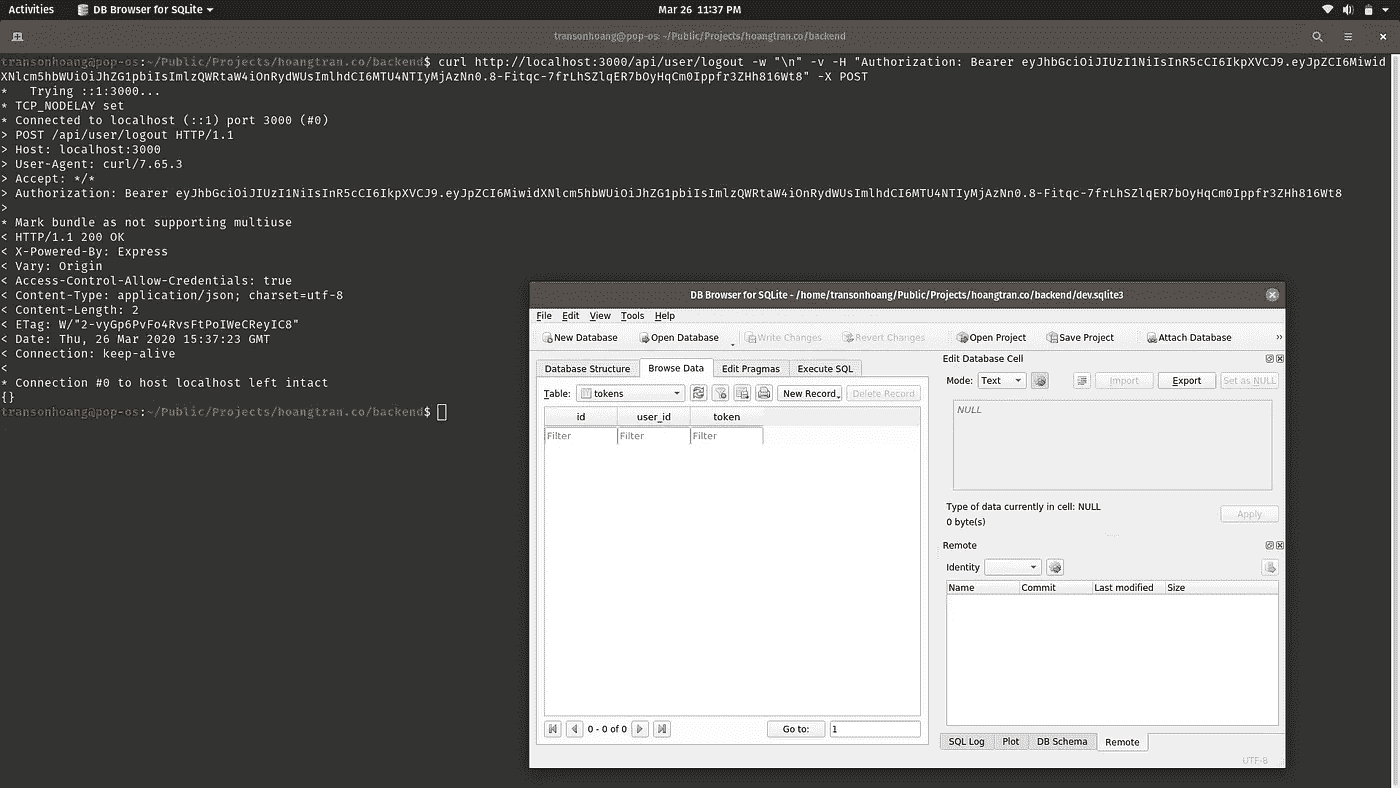 Activities
DB Browser for SQLite
Mar 26 11:37 PM
transonhoang@pop-os: ~/Public/Projects/hoangtran.co/backend
transonhoang@pop-os:~/Public/Projects/hoangtran.co/backend$ curl http://localhost:3000/api/user/logout -w "\n" -v -H "Authorization: Bearer eyJhbGciOiJIUzI1NiIsInR5cCI6IkpXVCJ9.eyJpZCI6Miwid
XNlcm5hbWUiOiJhZG1pbiIsImlzQWRtaW4iOnRydWUsImlhdCI6MTU4NTIyMjAzNn0.8-Fitqc-7frLhSZlqER7bOyHqCm0Ippfr3ZHh816Wt8" -X POST
*   Trying ::1:3000...
* TCP_NODELAY set
* Connected to localhost (::1) port 3000 (#0)
> POST /api/user/logout HTTP/1.1
> Host: localhost:3000
> User-Agent: curl/7.65.3
> Accept: */*
> Authorization: Bearer eyJhbGciOiJIUzI1NiIsInR5cCI6IkpXVCJ9.eyJpZCI6MiwidXNlcm5hbWUiOiJhZG1pbiIsImlzQWRtaW4iOnRydWUsImlhdCI6MTU4NTIyMjAzNn0.8-Fitqc-7frLhSZlqER7bOyHqCm0Ippfr3ZHh816Wt8
>
* Mark bundle as not supporting multiuse
< HTTP/1.1 200 OK
< X-Powered-By: Express
< Vary: Origin
< Access-Control-Allow-Credentials: true
< Content-Type: application/json; charset=utf-8
< Content-Length: 2
< ETag: W/"2-vyGp6PvFo4RvsFtPoIWeCReyIC8"
< Date: Thu, 26 Mar 2020 15:37:23 GMT
< Connection: keep-alive
<
* Connection #0 to host localhost left intact
{}
transonhoang@pop-os:~/Public/Projects/hoangtran.co/backend$
DB Browser for SQLite - /home/transonhoang/Public/Projects/hoangtran.co/backend/dev.sqlite3
File Edit View Tools Help
New Database Open Database Write Changes Revert Changes Open Project Save Project Attach Database »
Database Structure Browse Data Edit Pragmas Execute SQL
Table: tokens New Record Delete Record
id user_id token
Filter Filter Filter
0 - 0 of 0 Go to: 1
Edit Database Cell
Mode: Text Import Export Set as NULL
NULL
Type of data currently in cell: NULL
0 byte(s)
Apply
Remote
Identity
Name Commit Last modified Size
SQL Log Plot DB Schema Remote
UTF-8